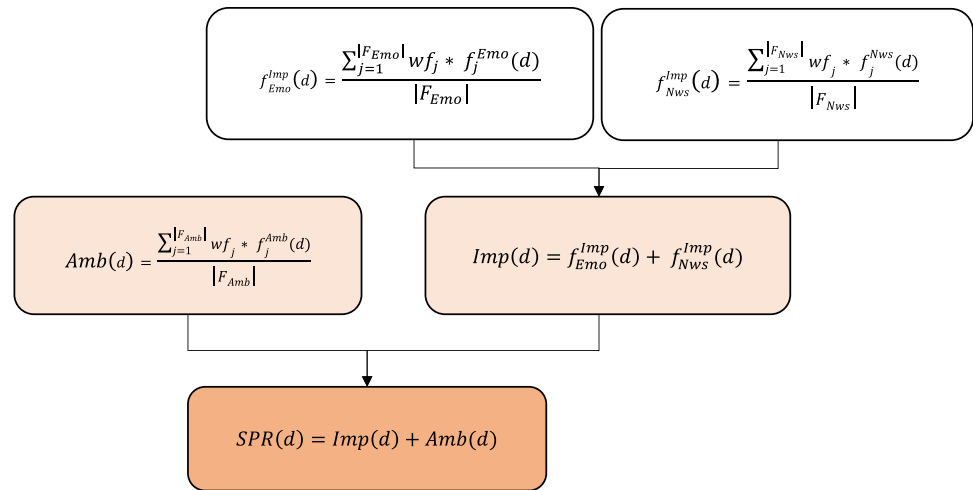 f_{Emo}^{Imp}(d) = \frac{\sum_{j=1}^{|F_{Emo}|} wf_j * f_j^{Emo}(d)}{|F_{Emo}|}
f_{Nws}^{Imp}(d) = \frac{\sum_{j=1}^{|F_{Nws}|} wf_j * f_j^{Nws}(d)}{|F_{Nws}|}
Amb(d) = \frac{\sum_{j=1}^{|F_{Amb}|} wf_j * f_j^{Amb}(d)}{|F_{Amb}|}
Imp(d) = f_{Emo}^{Imp}(d) + f_{Nws}^{Imp}(d)
SPR(d) = Imp(d) + Amb(d)